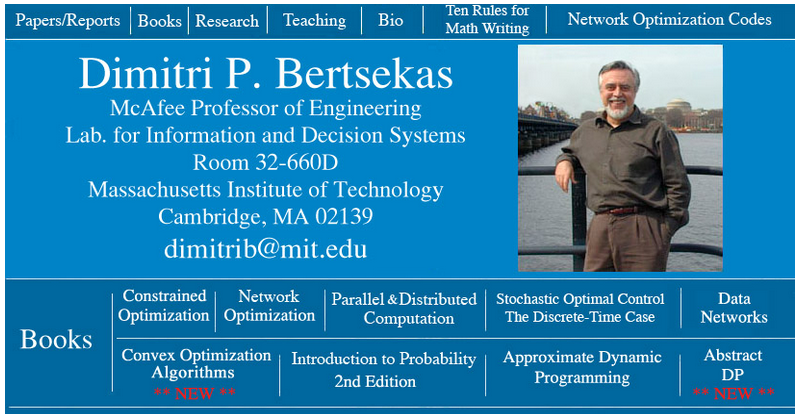 Papers/Reports Books Research Teaching Bio Ten Rules for Math Writing Network Optimization Codes
Dimitri P. Bertsekas
McAfee Professor of Engineering
Lab. for Information and Decision Systems
Room 32-660D
Massachusetts Institute of Technology
Cambridge, MA 02139
dimitrib@mit.edu
Books
Constrained
Optimization
Network
Optimization
Parallel & Distributed
Computation
Stochastic Optimal Control
The Discrete-Time Case
Data
Networks
Convex Optimization
Algorithms
** NEW **
Introduction to Probability
2nd Edition
Approximate Dynamic
Programming
Abstract
DP
** NEW **